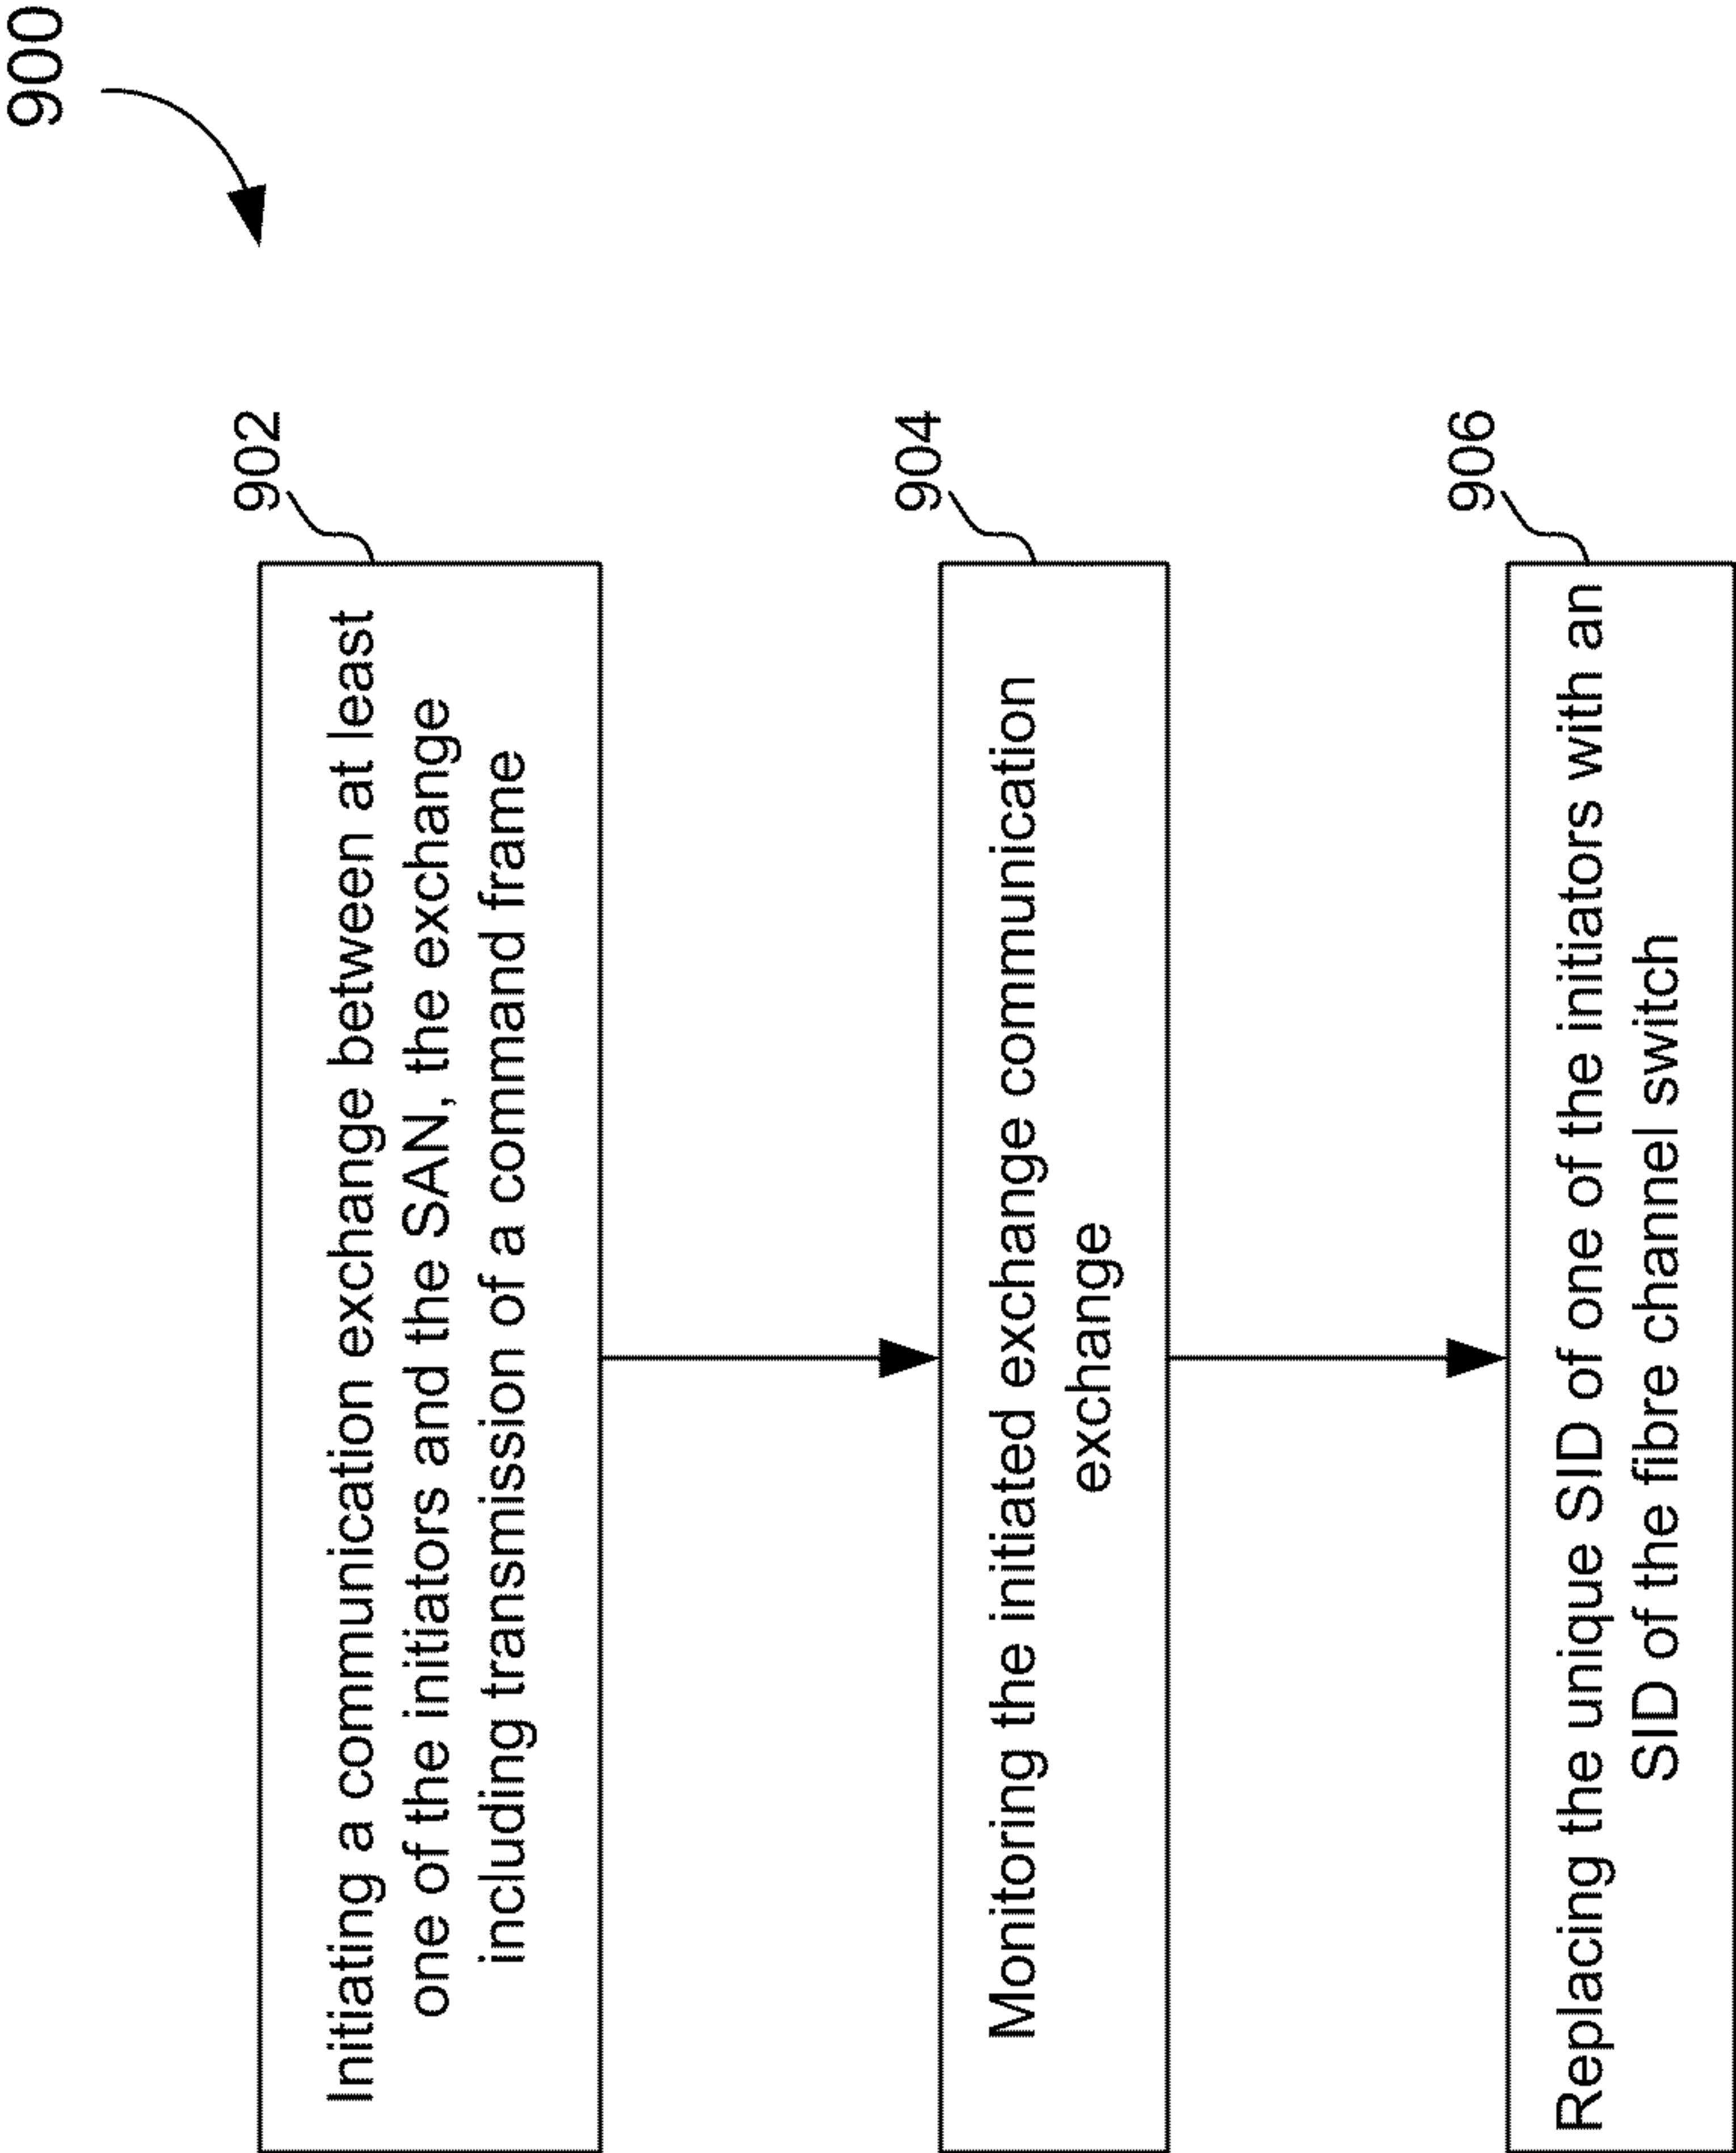 900
902
Initiating a communication exchange between at least
one of the initiators and the SAN, the exchange
including transmission of a command frame
904
Monitoring the initiated exchange communication
exchange
906
Replacing the unique SID of one of the initiators with an
SID of the fibre channel switch